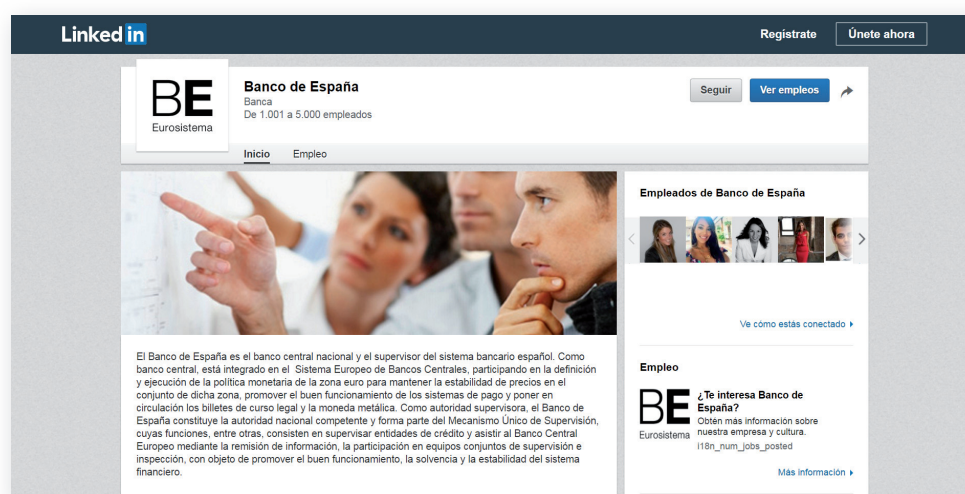 Linked in
Regístrate
Únete ahora
BE
Eurosistema
Banco de España
Banca
De 1.001 a 5.000 empleados
Seguir
Ver empleos
Inicio
Empleo
El Banco de España es el banco central nacional y el supervisor del sistema bancario español. Como
banco central, está integrado en el Sistema Europeo de Bancos Centrales, participando en la definición
y ejecución de la política monetaria de la zona euro para mantener la estabilidad de precios en el
conjunto de dicha zona, promover el buen funcionamiento de los sistemas de pago y poner en
circulación los billetes de curso legal y la moneda metálica. Como autoridad supervisora, el Banco de
España constituye la autoridad nacional competente y forma parte del Mecanismo Único de Supervisión,
cuyas funciones, entre otras, consisten en supervisar entidades de crédito y asistir al Banco Central
Europeo mediante la remisión de información, la participación en equipos conjuntos de supervisión e
inspección, con objeto de promover el buen funcionamiento, la solvencia y la estabilidad del sistema
financiero.
Empleados de Banco de España
Ve cómo estás conectado
Empleo
BE
Eurosistema
¿Te interesa Banco de
España?
Obtén más información sobre
nuestra empresa y cultura.
i18n_num_jobs_posted
Más información